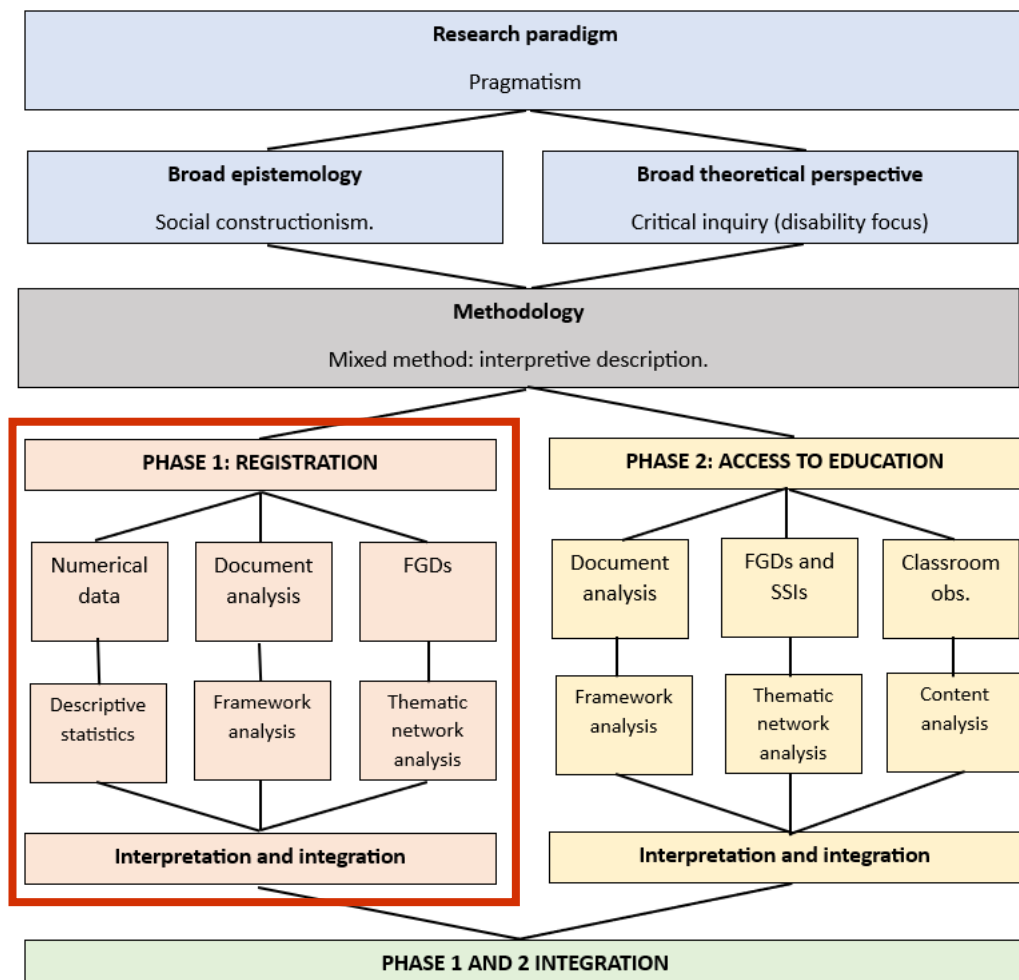 Research paradigm
Pragmatism
Broad epistemology
Social constructionism.
Broad theoretical perspective
Critical inquiry (disability focus)
Methodology
Mixed method: interpretive description.
PHASE 1: REGISTRATION
Numerical
data
Document
analysis
FGDs
Descriptive
statistics
Framework
analysis
Thematic
network
analysis
Interpretation and integration
PHASE 2: ACCESS TO EDUCATION
Document
analysis
FGDs and
SSIs
Classroom
obs.
Framework
analysis
Thematic
network
analysis
Content
analysis
Interpretation and integration
PHASE 1 AND 2 INTEGRATION